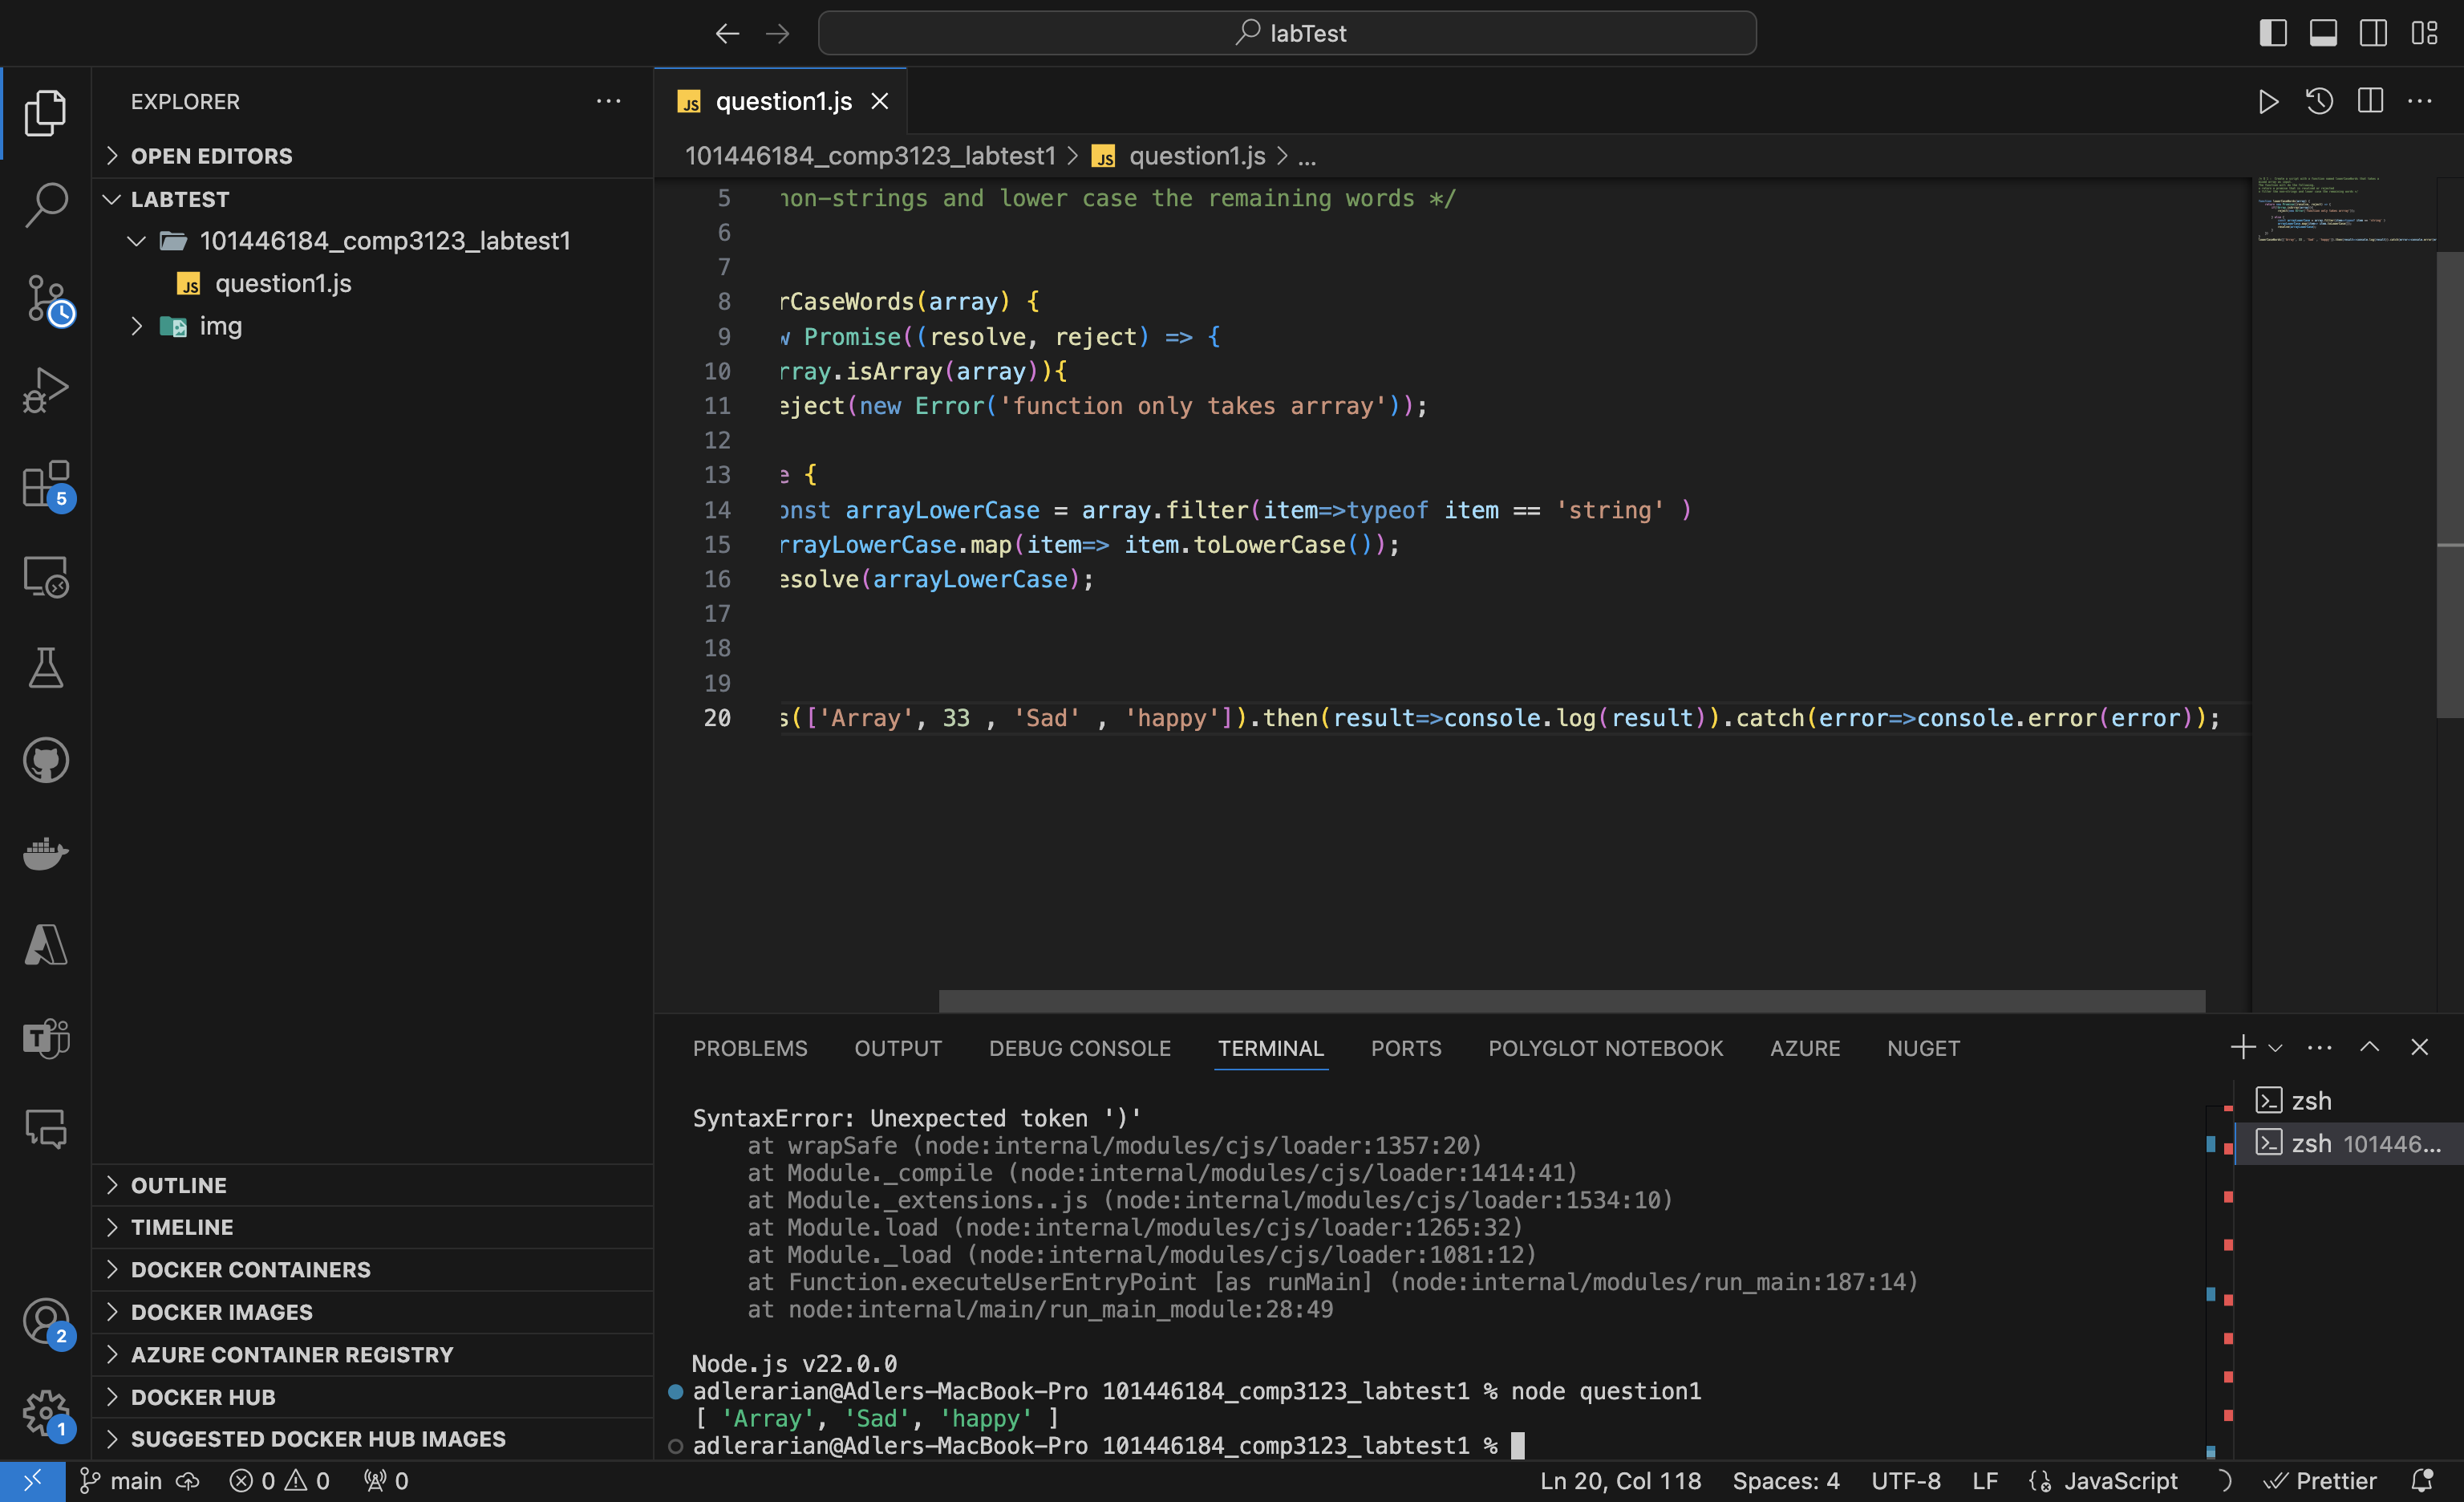 labTest
EXPLORER
OPEN EDITORS
LABTEST
101446184_comp3123_labtest1
JS question1.js
img
5
2
1
OUTLINE
TIMELINE
DOCKER CONTAINERS
DOCKER IMAGES
AZURE CONTAINER REGISTRY
DOCKER HUB
SUGGESTED DOCKER HUB IMAGES
JS question1.js
101446184_comp3123_labtest1 > JS question1.js > ...
5 non-strings and lower case the remaining words */
6
7
8 rCaseWords(array) {
9 w Promise((resolve, reject) => {
10 rray.isArray(array)){
11 eject(new Error('function only takes arrray'));
12
13 e {
14 onst arrayLowerCase = array.filter(item=>typeof item == 'string' )
15 rrayLowerCase.map(item=> item.toLowerCase());
16 esolve(arrayLowerCase);
17
18
19
20 s(['Array', 33 , 'Sad' , 'happy']).then(result=>console.log(result)).catch(error=>console.error(error));
PROBLEMS OUTPUT DEBUG CONSOLE TERMINAL PORTS POLYGLOT NOTEBOOK AZURE NUGET
SyntaxError: Unexpected token ')'
at wrapSafe (node:internal/modules/cjs/loader:1357:20)
at Module._compile (node:internal/modules/cjs/loader:1414:41)
at Module._extensions..js (node:internal/modules/cjs/loader:1534:10)
at Module.load (node:internal/modules/cjs/loader:1265:32)
at Module._load (node:internal/modules/cjs/loader:1081:12)
at Function.executeUserEntryPoint [as runMain] (node:internal/modules/run_main:187:14)
at node:internal/main/run_main_module:28:49
Node.js v22.0.0
adlerarian@Adlers-MacBook-Pro 101446184_comp3123_labtest1 % node question1
[ 'Array', 'Sad', 'happy' ]
adlerarian@Adlers-MacBook-Pro 101446184_comp3123_labtest1 %
zsh
zsh 101446...
main 0 0 0 Ln 20, Col 118 Spaces: 4 UTF-8 LF JavaScript Prettier